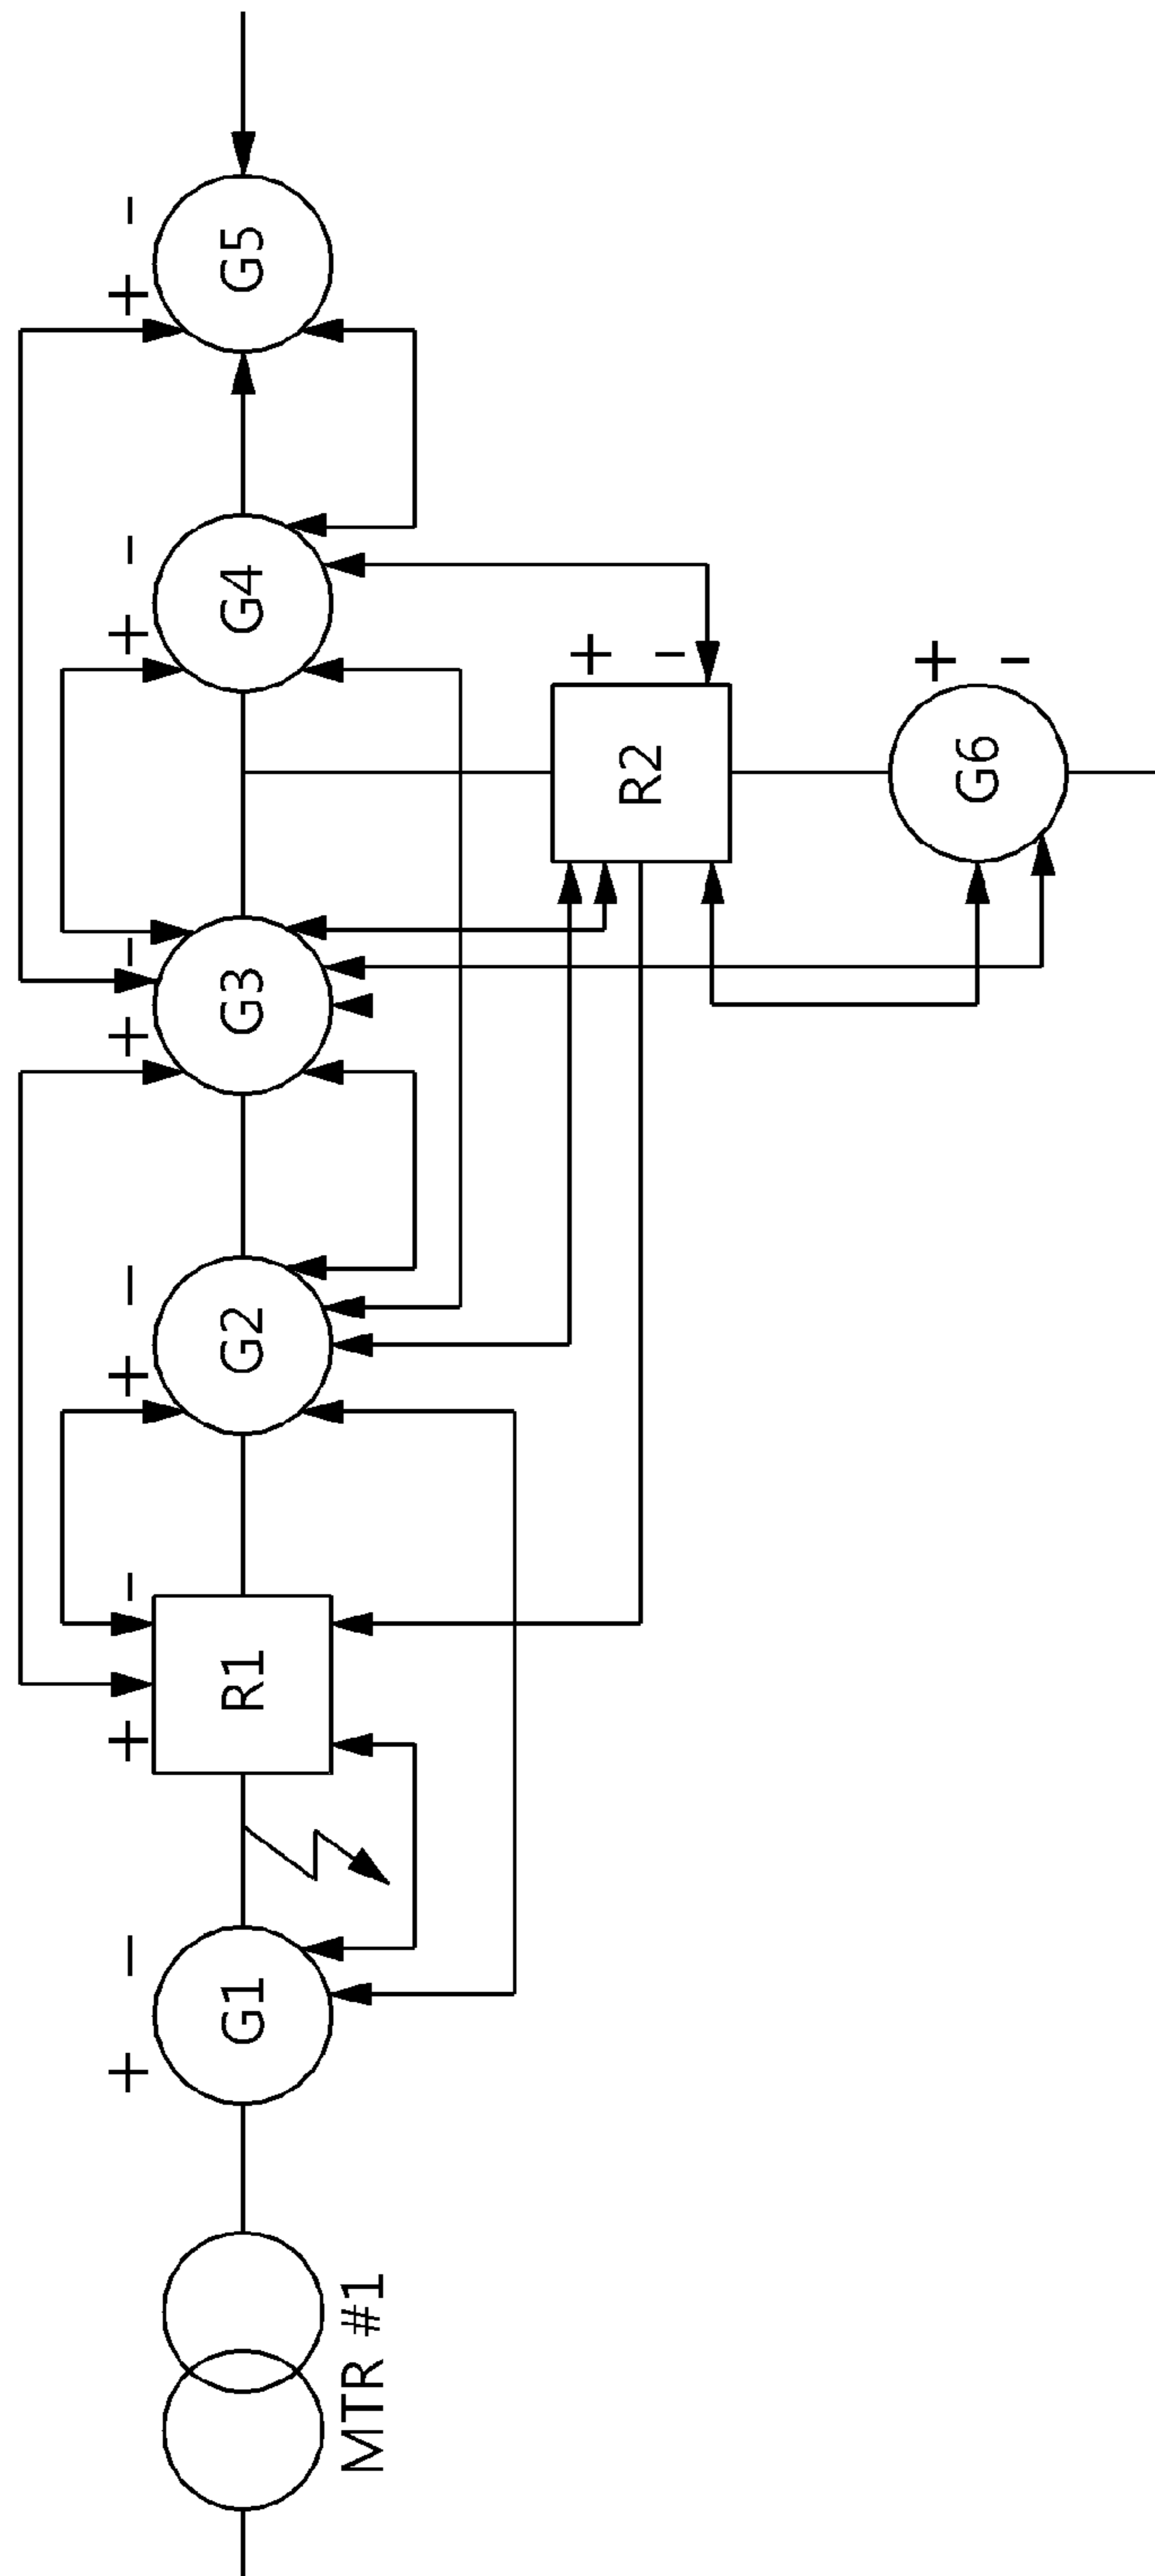 MTR #1
+ G1 -
+ R1 -
+ G2 -
+ G3 -
+ G4 -
+ G5 -
+ R2 -
+ G6 -